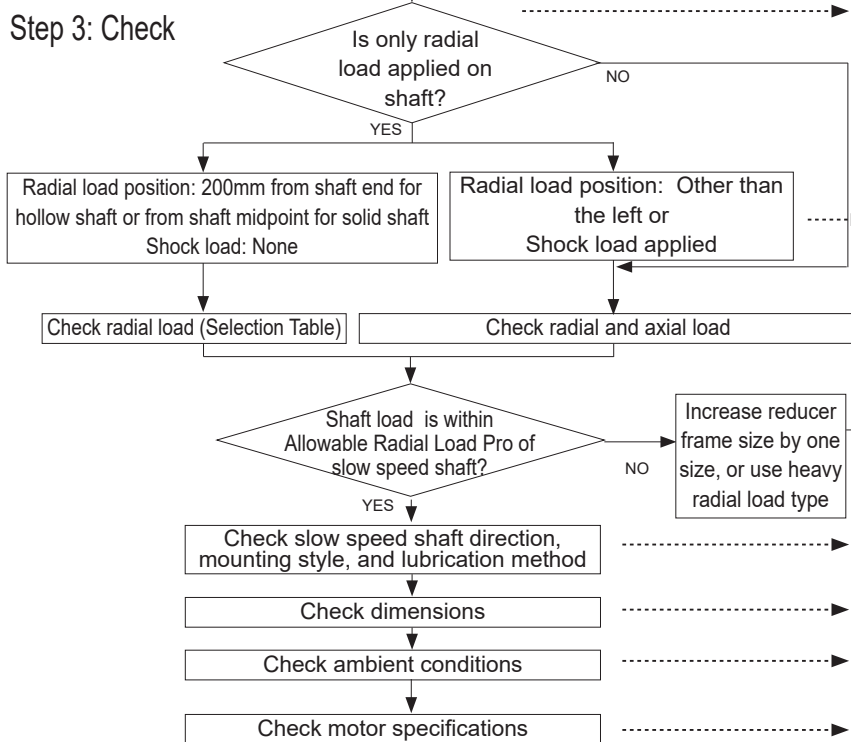 Step 3: Check
Is only radial
load applied on
shaft?
NO
YES
Radial load position: 200mm from shaft end for
hollow shaft or from shaft midpoint for solid shaft
Shock load: None
Radial load position: Other than
the left or
Shock load applied
Check radial load (Selection Table)
Check radial and axial load
Shaft load is within
Allowable Radial Load Pro of
slow speed shaft?
NO
Increase reducer
frame size by one
size, or use heavy
radial load type
YES
Check slow speed shaft direction,
mounting style, and lubrication method
Check dimensions
Check ambient conditions
Check motor specifications